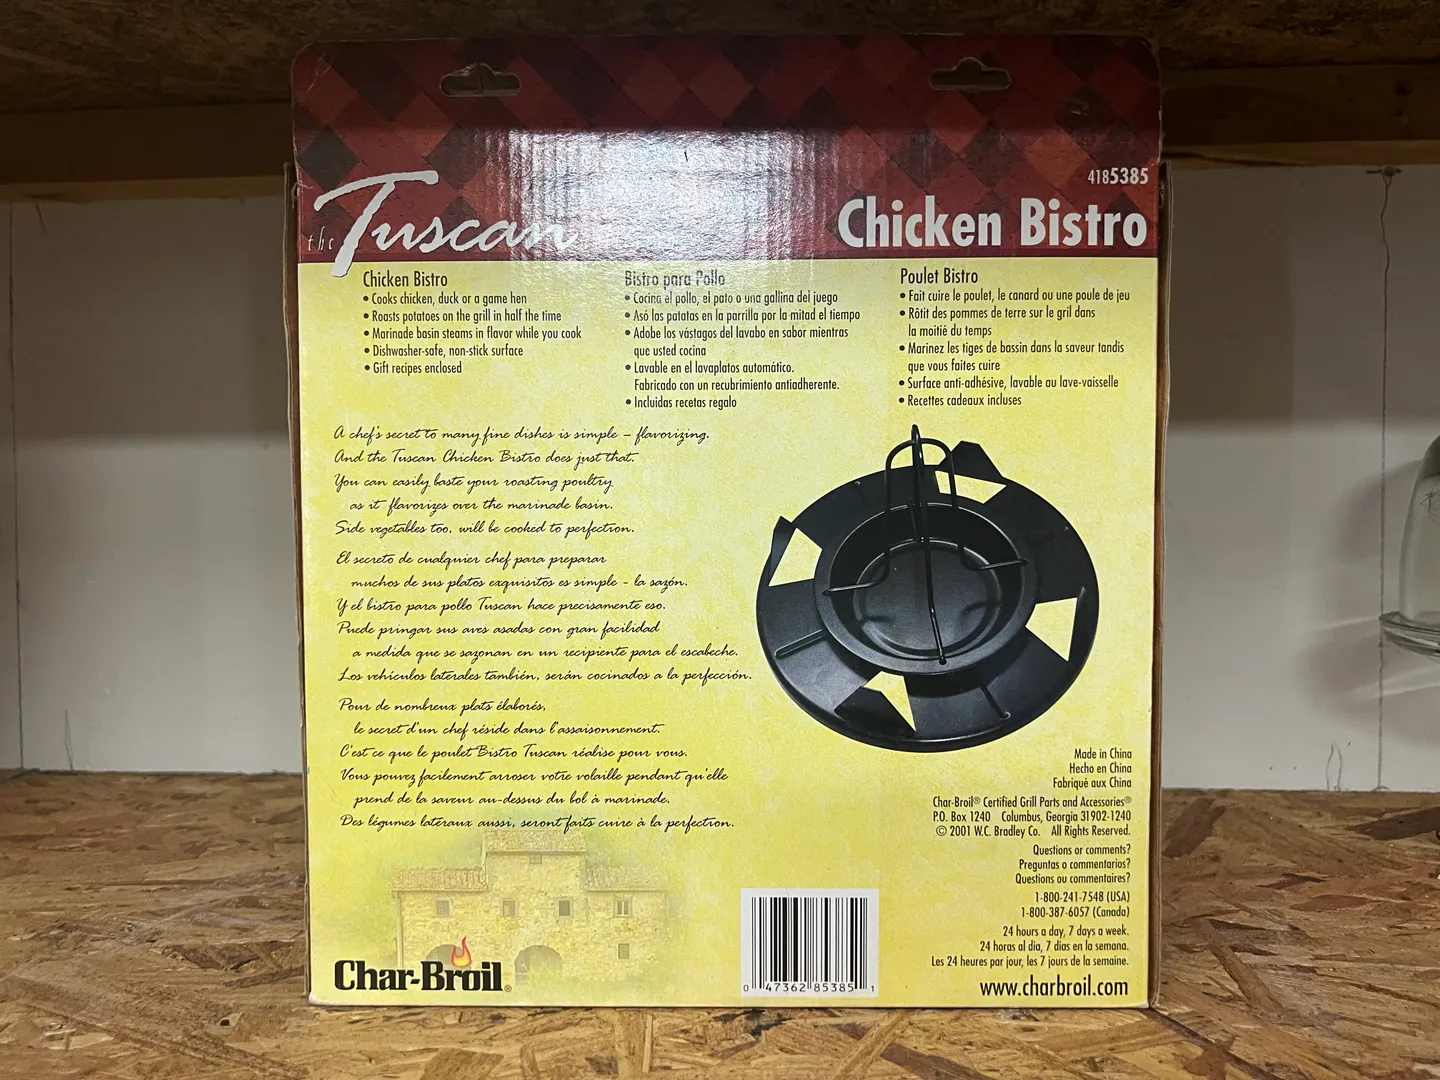 4185385
the Tuscan
Chicken Bistro
Chicken Bistro
• Cooks chicken, duck or a game hen
• Roasts potatoes on the grill in half the time
• Marinade basin steams in flavor while you cook
• Dishwasher-safe, non-stick surface
• Gift recipes enclosed
Bistro para Pollo
• Cocina el pollo, el pato o una gallina del juego
• Asó las patatas en la parrilla por la mitad el tiempo
• Adobe los vástagos del lavabo en sabor mientras
que usted cocina
• Lavable en el lavaplatos automático.
Fabricado con un recubrimiento antiadherente.
• Incluidas recetas regalo
Poulet Bistro
• Fait cuire le poulet, le canard ou une poule de jeu
• Rôtit des pommes de terre sur le gril dans
la moitié du temps
• Marinez les tiges de bassin dans la saveur tandis
que vous faites cuire
• Surface anti-adhésive, lavable au lave-vaisselle
• Recettes cadeaux incluses
A chef's secret to many fine dishes is simple – flavorizing.
And the Tuscan Chicken Bistro does just that.
You can easily baste your roasting poultry
as it flavorizes over the marinade basin.
Side vegetables too, will be cooked to perfection.
El secreto de cualquier chef para preparar
muchos de sus platos exquisitos es simple - la sazón.
Y el bistro para pollo Tuscan hace precisamente eso.
Puede pringar sus aves asadas con gran facilidad
a medida que se sazonan en un recipiente para el escabeche.
Los vehículos laterales también, serán cocinados a la perfección.
Pour de nombreux plats élaborés,
le secret d'un chef réside dans l'assaisonnement.
C'est ce que le poulet Bistro Tuscan réalise pour vous.
Vous pouvez facilement arroser votre volaille pendant qu'elle
prend de la saveur au-dessus du bol à marinade.
Des légumes latéraux aussi, seront faits cuire à la perfection.
Made in China
Hecho en China
Fabriqué aux China
Char-Broil® Certified Grill Parts and Accessories®
P.O. Box 1240 Columbus, Georgia 31902-1240
© 2001 W.C. Bradley Co. All Rights Reserved.
Questions or comments?
Preguntas o commentarios?
Questions ou commentaires?
1-800-241-7548 (USA)
1-800-387-6057 (Canada)
24 hours a day, 7 days a week.
24 horas al día, 7 días en la semana.
Les 24 heures par jour, les 7 jours de la semaine.
www.charbroil.com
Char-Broil®
0 47362 85385 1